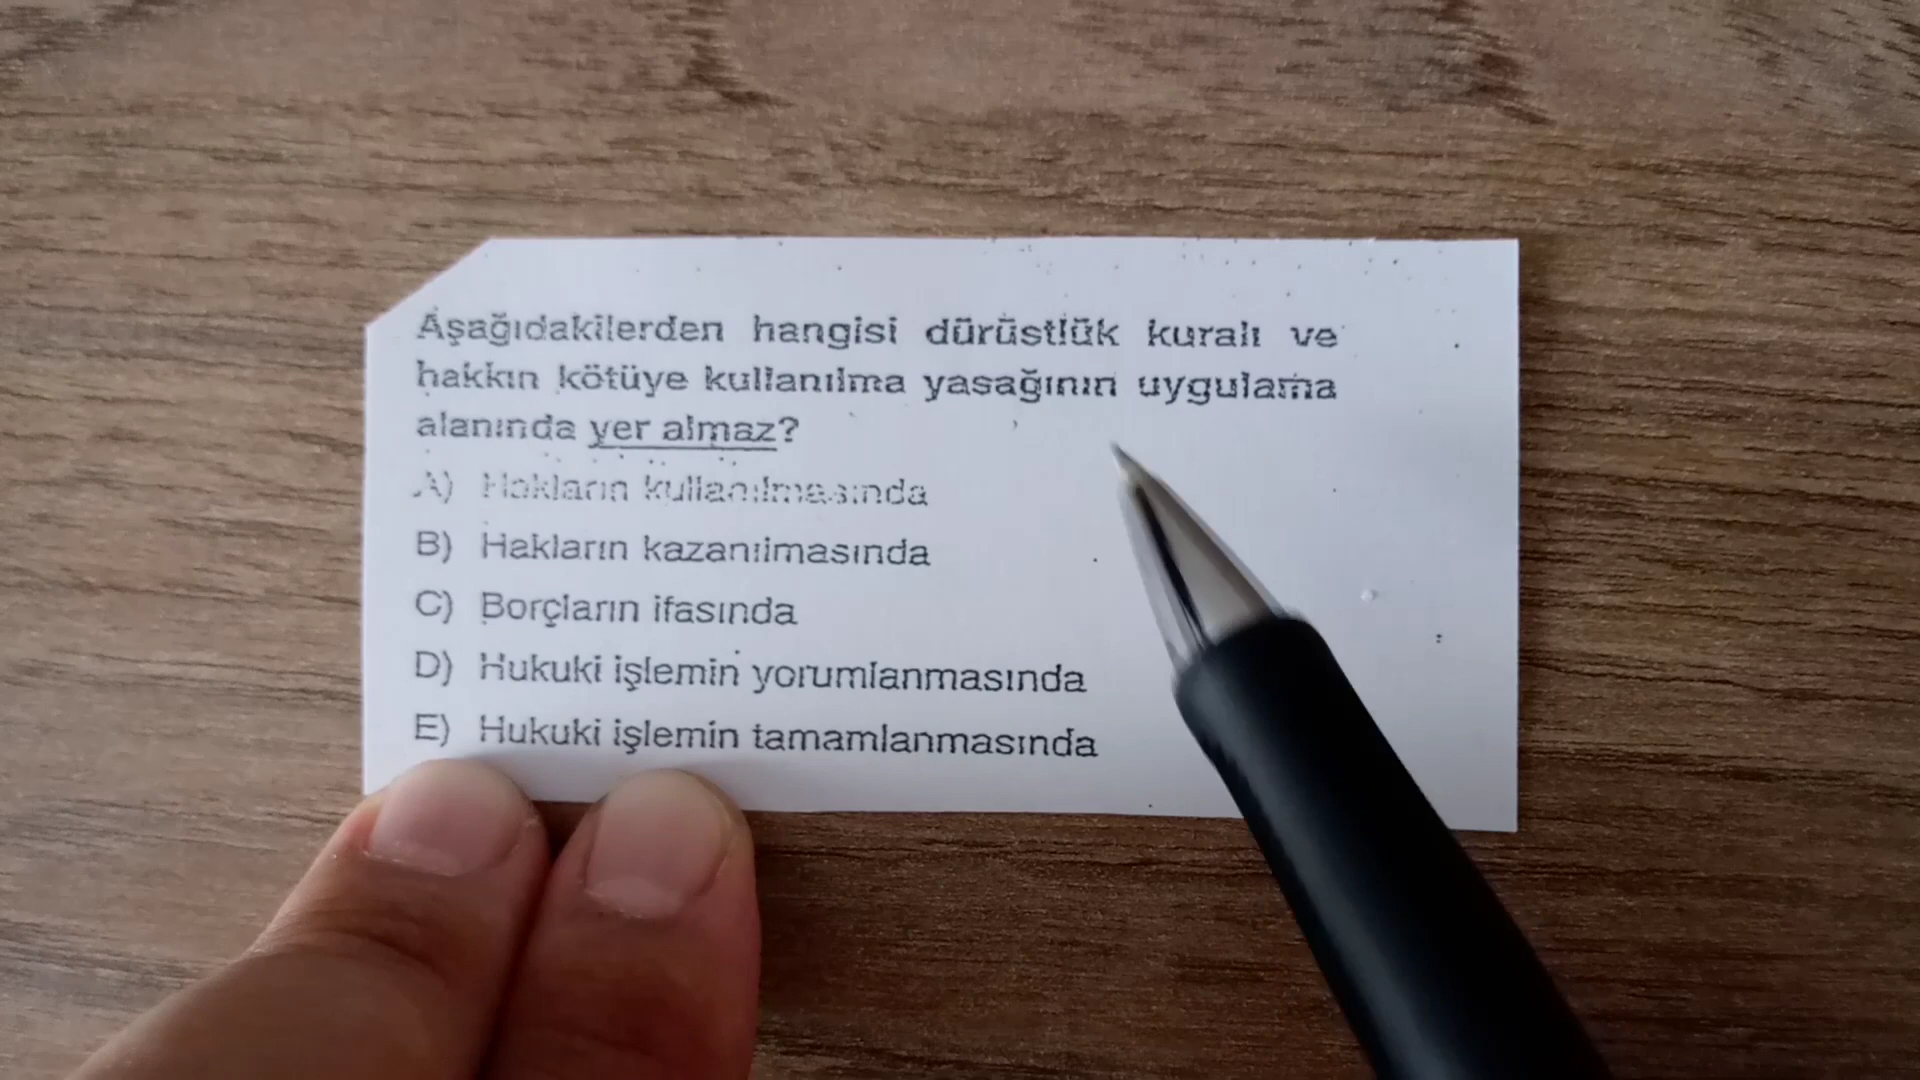 Aşağıdakilerden hangisi dürüstlük kuralı ve
hakkın kötüye kullanılma yasağının uygulama
alanında yer almaz?
A) Hakların kullanılmasında
B) Hakların kazanılmasında
C) Borçların ifasında
D) Hukuki işlemin yorumlanmasında
E) Hukuki işlemin tamamlanmasında